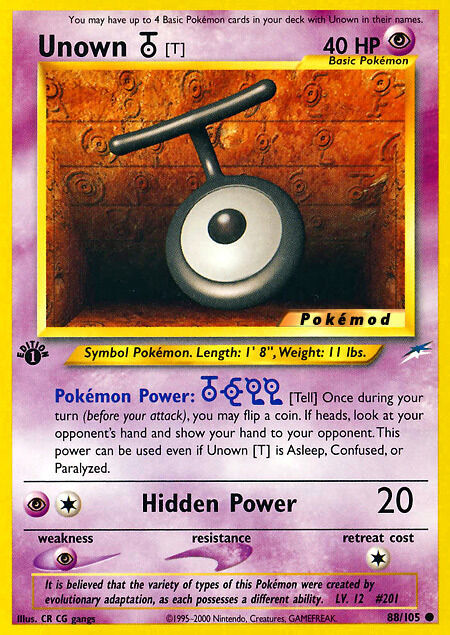 You may have up to 4 Basic Pokémon cards in your deck with Unown in their names.
Unown [T] 40 HP
Basic Pokémon
Pokémod
EDITION 1
Symbol Pokémon. Length: 1' 8", Weight: 11 lbs.
Pokémon Power: [Tell] Once during your
turn (before your attack), you may flip a coin. If heads, look at your
opponent's hand and show your hand to your opponent. This
power can be used even if Unown [T] is Asleep, Confused, or
Paralyzed.
Hidden Power 20
weakness resistance retreat cost
It is believed that the variety of types of this Pokémon were created by
evolutionary adaptation, as each possesses a different ability. LV. 12 #201
Illus. CR CG gangs ©1995-2000 Nintendo, Creatures, GAMEFREAK. 88/105